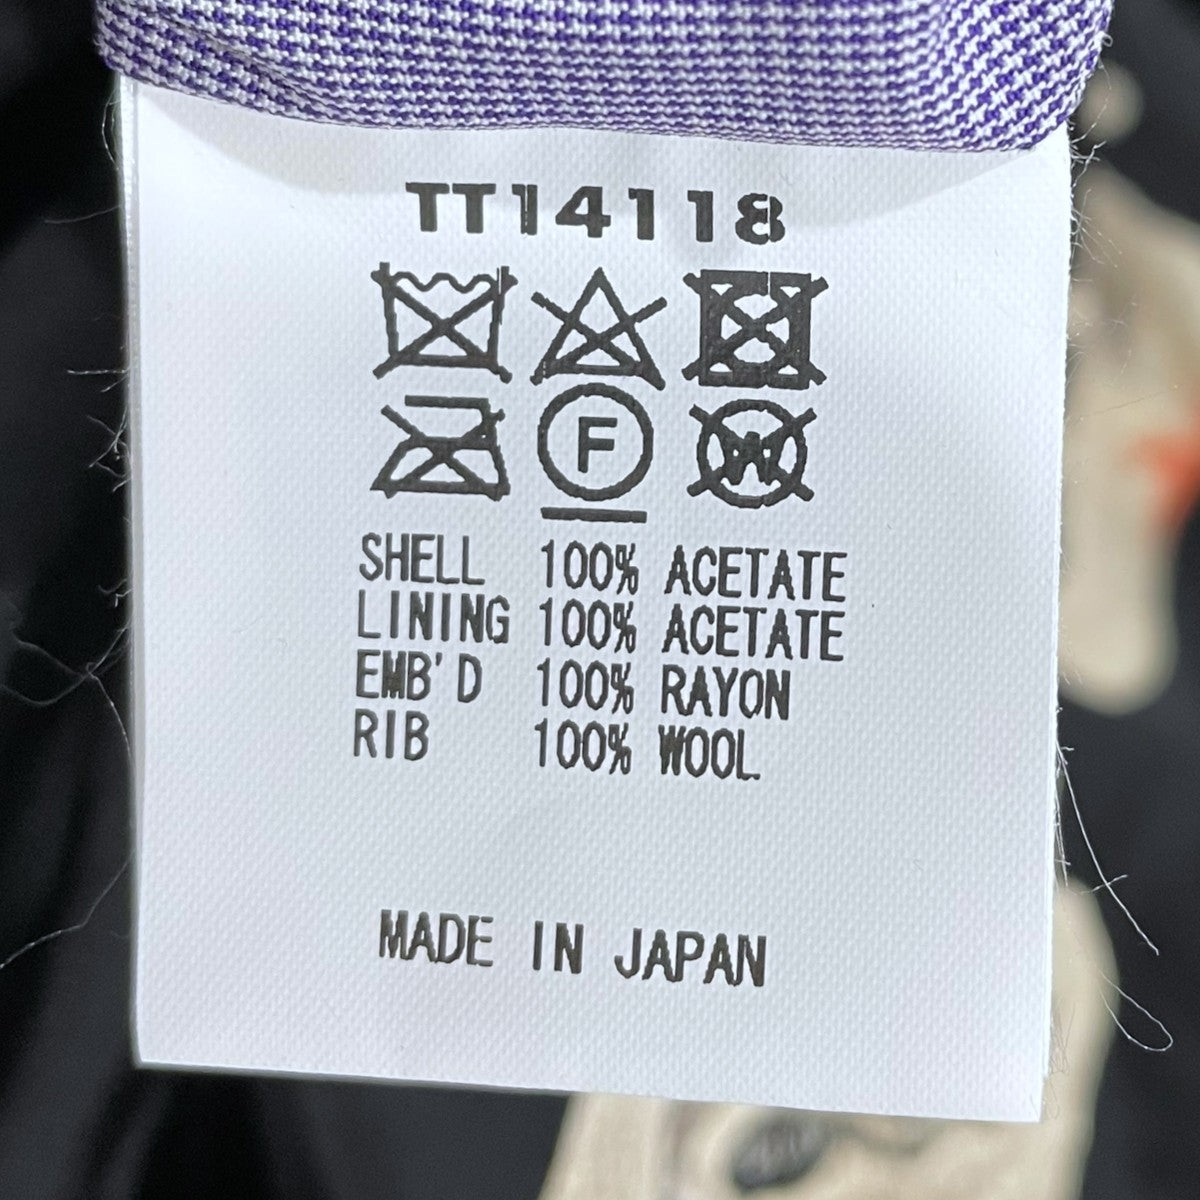 TT14118
F W
SHELL 100% ACETATE
LINING 100% ACETATE
EMB'D 100% RAYON
RIB 100% WOOL
MADE IN JAPAN